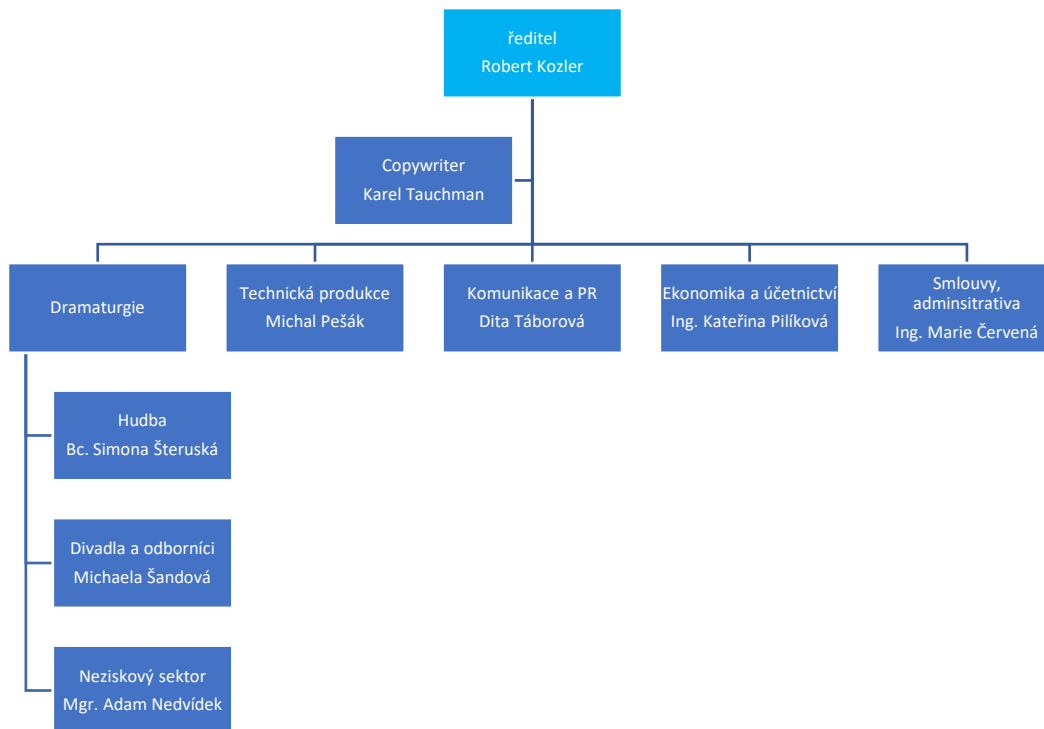 ředitel
Robert Kozler
Copywriter
Karel Tauchman
Dramaturgie
Technická produkce
Michal Pešák
Komunikace a PR
Dita Táborová
Ekonomika a účetnictví
Ing. Kateřina Pilíková
Smlouvy,
adminsitrativa
Ing. Marie Červená
Hudba
Bc. Simona Šteruská
Divadla a odborníci
Michaela Šandová
Neziskový sektor
Mgr. Adam Nedvídek